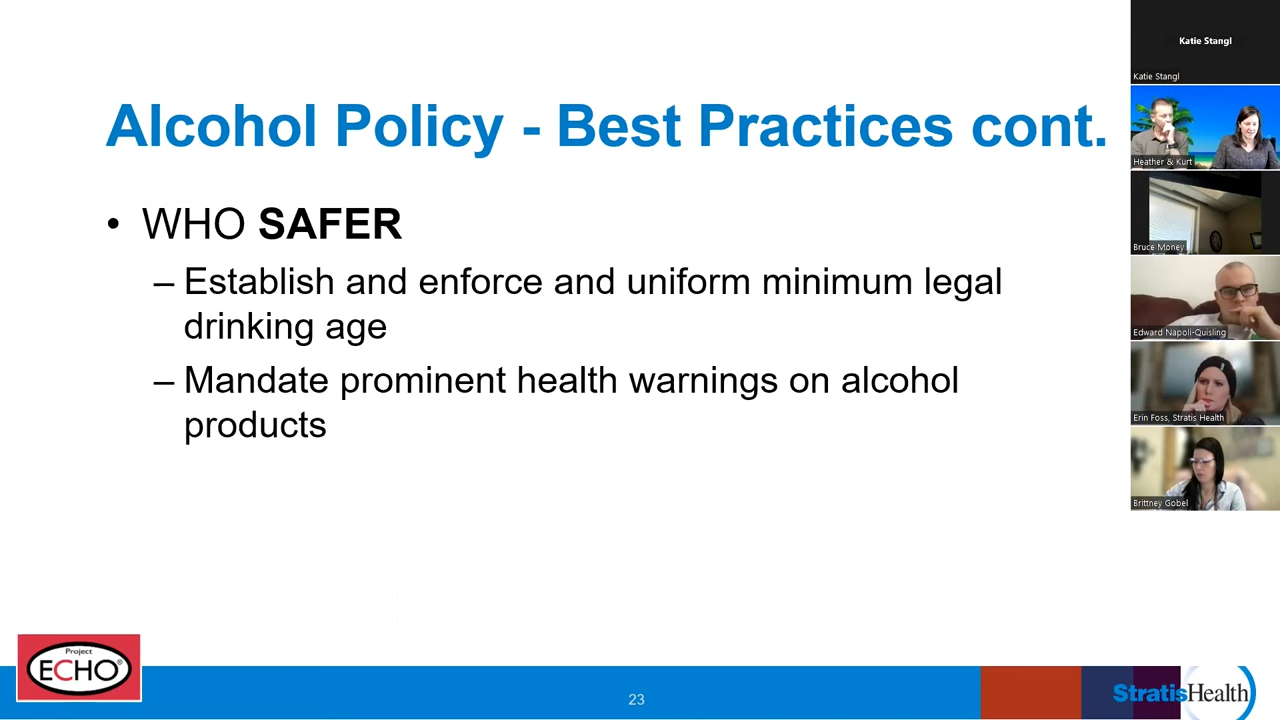 Alcohol Policy - Best Practices cont.
• WHO SAFER
– Establish and enforce and uniform minimum legal
drinking age
– Mandate prominent health warnings on alcohol
products
Katie Stangl
Katie Stangl
Heather & Kurt
Bruce Money
Edward Napoli-Quisling
Erin Foss, Stratis Health
Brittney Gobel
Project
ECHO®
23
StratisHealth